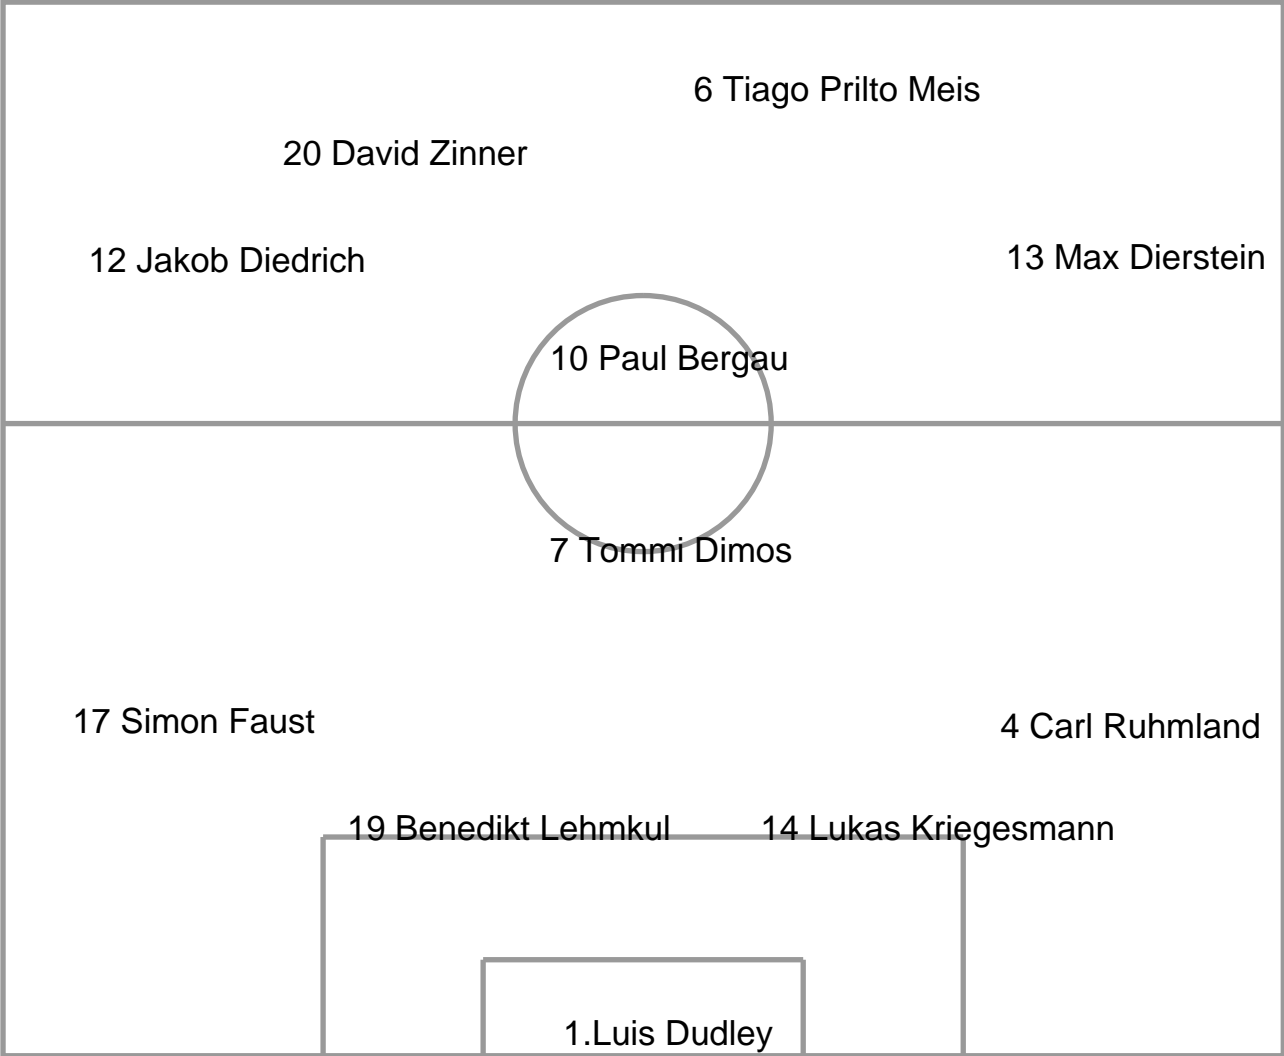 6 Tiago Prilto Meis
20 David Zinner
12 Jakob Diedrich
13 Max Dierstein
10 Paul Bergau
7 Tommi Dimos
17 Simon Faust
4 Carl Ruhmland
19 Benedikt Lehmkul
14 Lukas Kriegesmann
1.Luis Dudley